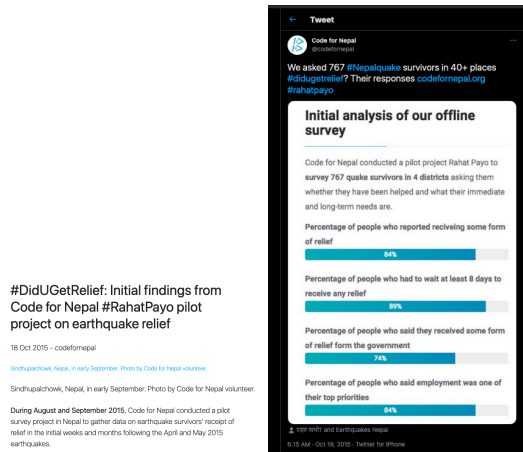 #DidUGetRelief: Initial findings from
Code for Nepal #RahatPayo pilot
project on earthquake relief
18 Oct 2015 – codefornepal
Sindhupalchowk, Nepal, in early September. Photo by Code for Nepal volunteer.
Sindhupalchowk, Nepal, in early September. Photo by Code for Nepal volunteer.
During August and September 2015, Code for Nepal conducted a pilot
survey project in Nepal to gather data on earthquake survivors' receipt of
relief in the initial weeks and months following the April and May 2015
earthquakes.
Tweet
Code for Nepal
@codefornepal
We asked 767 #Nepalquake survivors in 40+ places
#didugetrelief? Their responses codefornepal.org
#rahatpayo
Initial analysis of our offline
survey
Code for Nepal conducted a pilot project Rahat Payo to
survey 767 quake survivors in 4 districts asking them
whether they have been helped and what their immediate
and long-term needs are.
Percentage of people who reported reciveing some form
of relief
84%
Percentage of people who had to wait at least 8 days to
receive any relief
89%
Percentage of people who said they received some form
of relief form the government
74%
Percentage of people who said employment was one of
their top priorities
84%
and Earthquakes Nepal
6:15 AM · Oct 19, 2015 · Twitter for iPhone